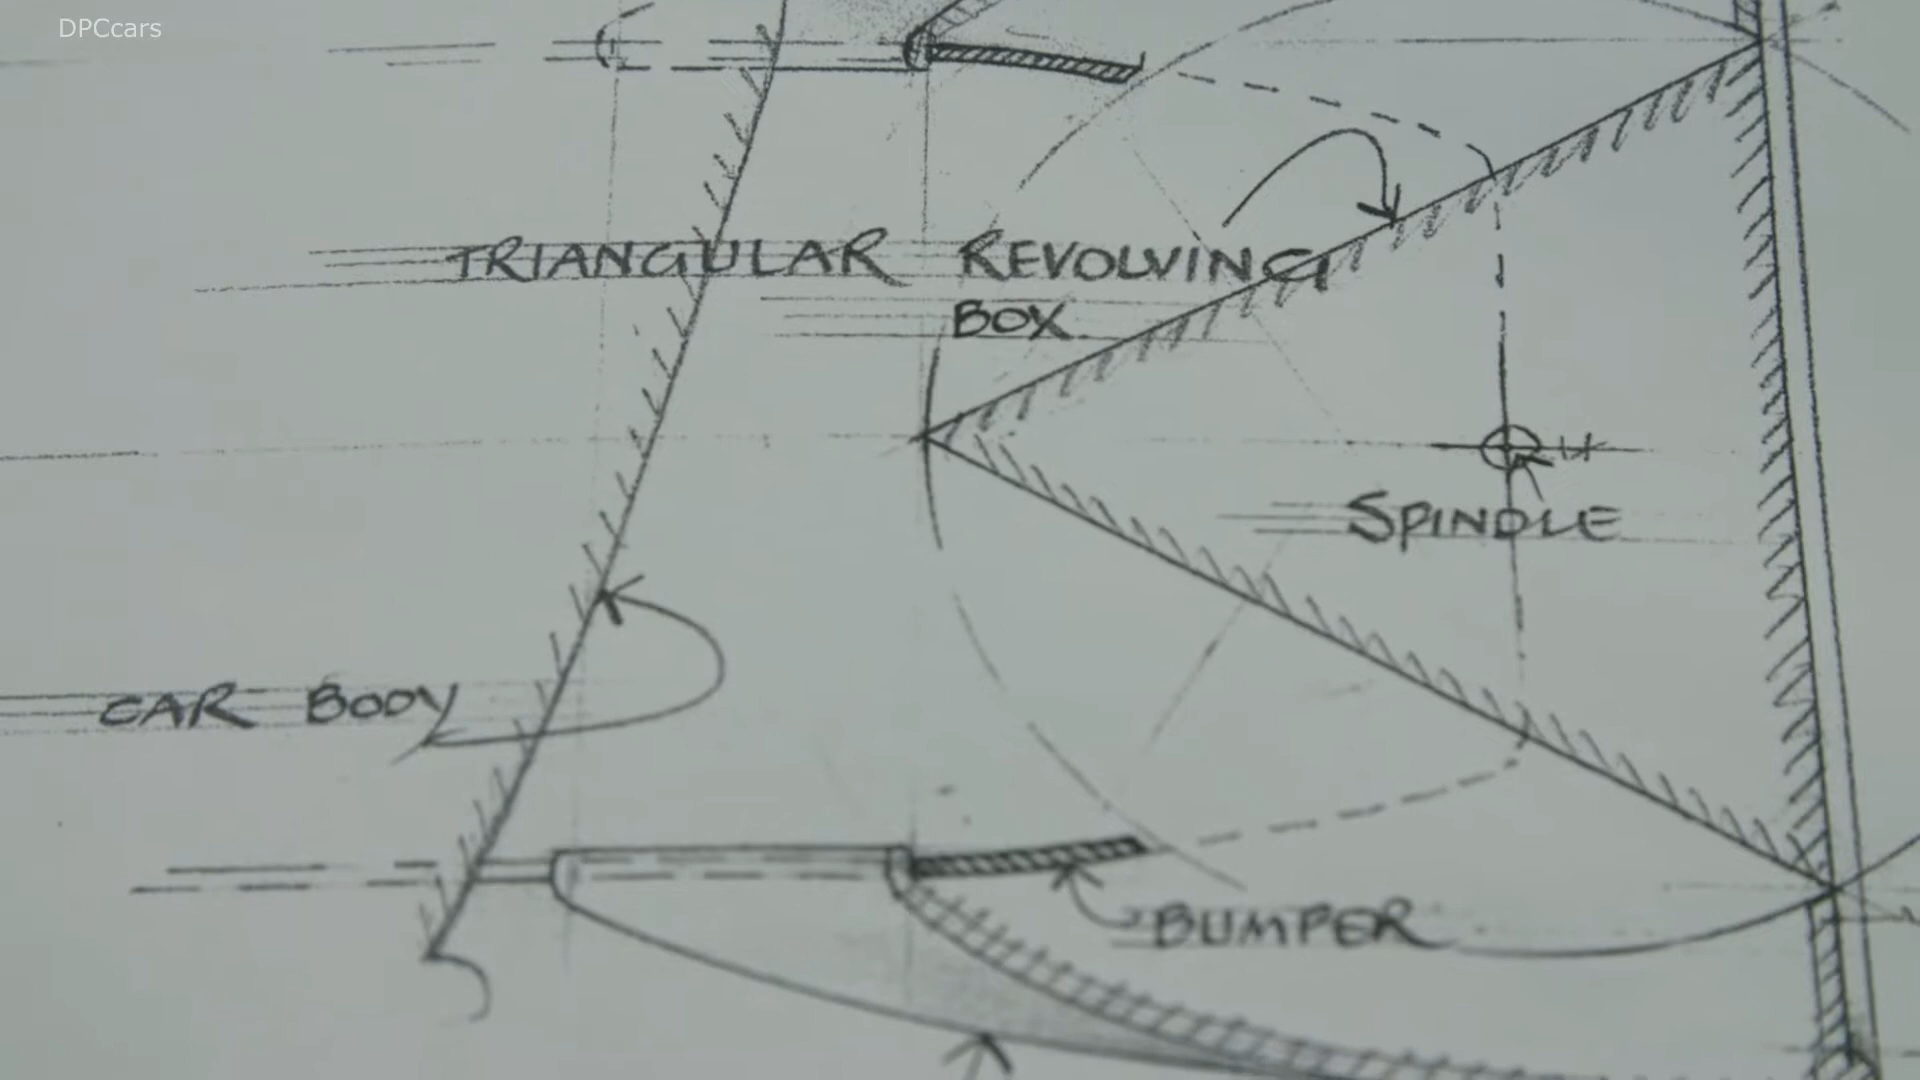 DPCcars
TRIANGULAR REVOLVING
BOX
SPINDLE
CAR BODY
BUMPER